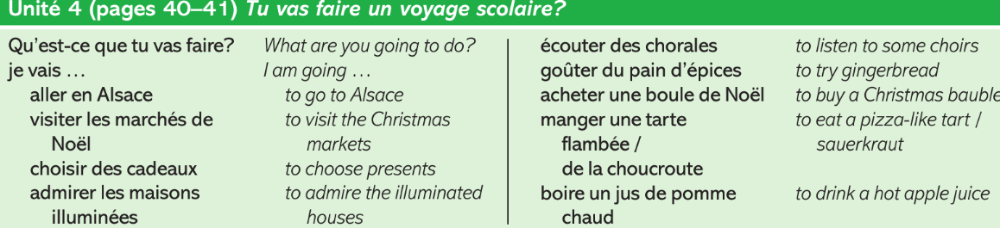 Unité 4 (pages 40–41) Tu vas faire un voyage scolaire?
Qu'est-ce que tu vas faire? What are you going to do?
je vais … I am going …
aller en Alsace to go to Alsace
visiter les marchés de to visit the Christmas
Noël markets
choisir des cadeaux to choose presents
admirer les maisons to admire the illuminated
illuminées houses
écouter des chorales to listen to some choirs
goûter du pain d'épices to try gingerbread
acheter une boule de Noël to buy a Christmas bauble
manger une tarte to eat a pizza-like tart /
flambée / sauerkraut
de la choucroute
boire un jus de pomme to drink a hot apple juice
chaud